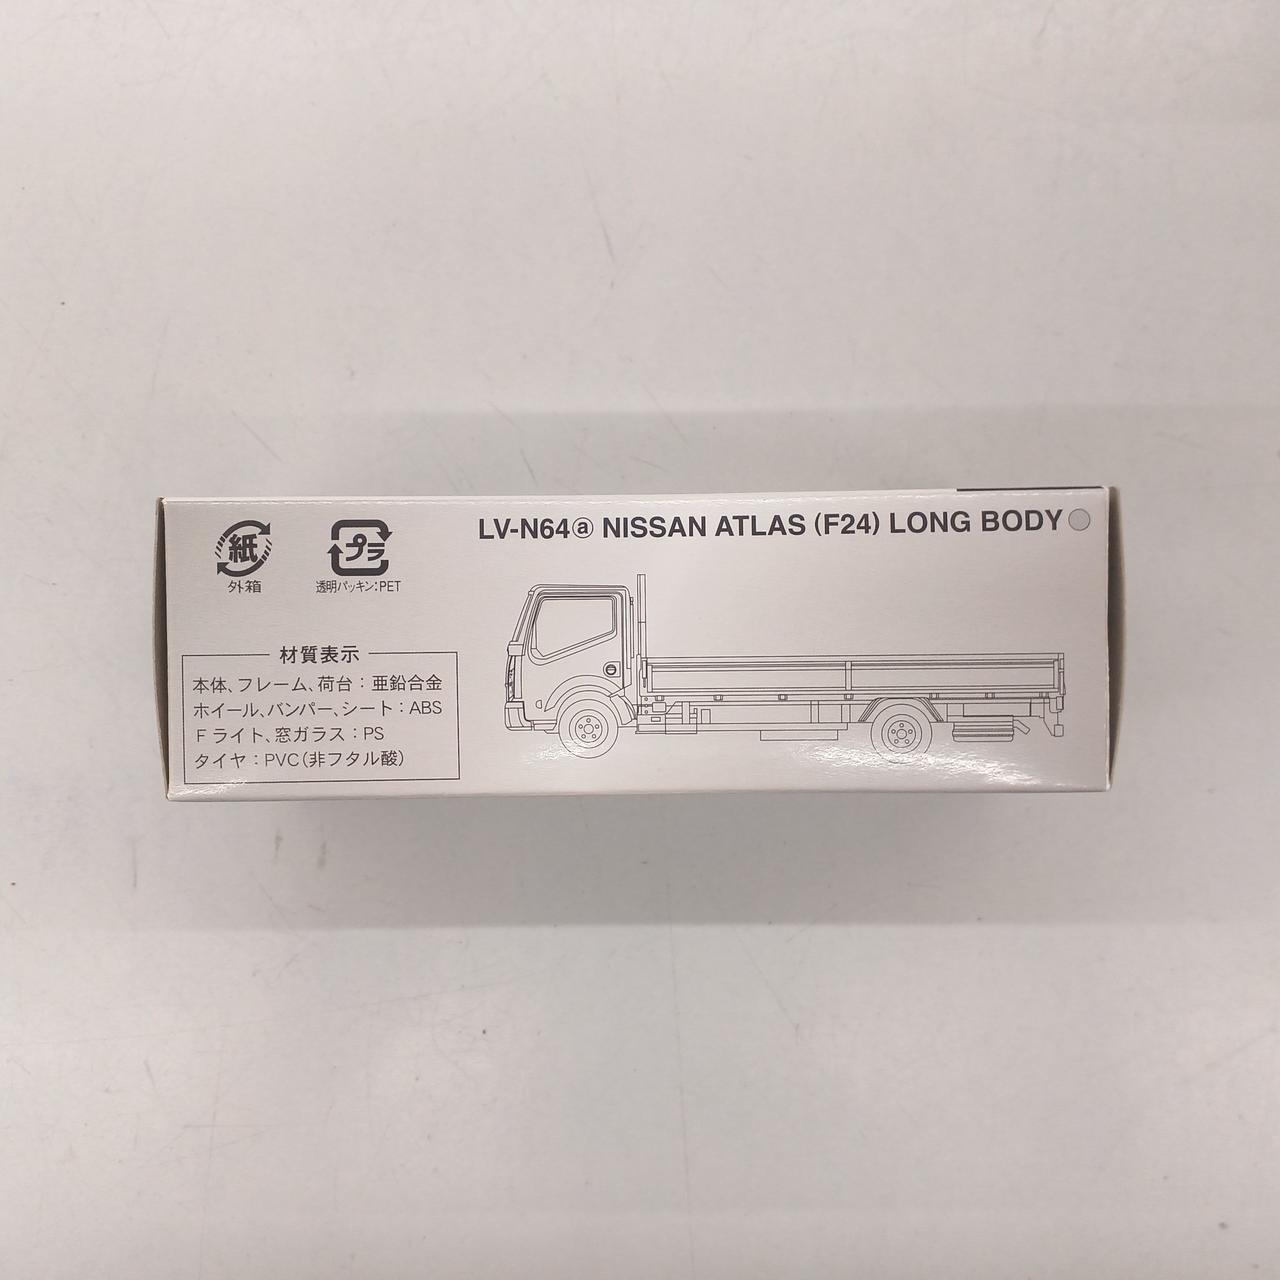 紙
外箱
プラ
透明パッキン:PET
LV-N64ⓐ NISSAN ATLAS (F24) LONG BODY
材質表示
本体、フレーム、荷台：亜鉛合金
ホイール、バンパー、シート：ABS
Fライト、窓ガラス：PS
タイヤ：PVC(非フタル酸)